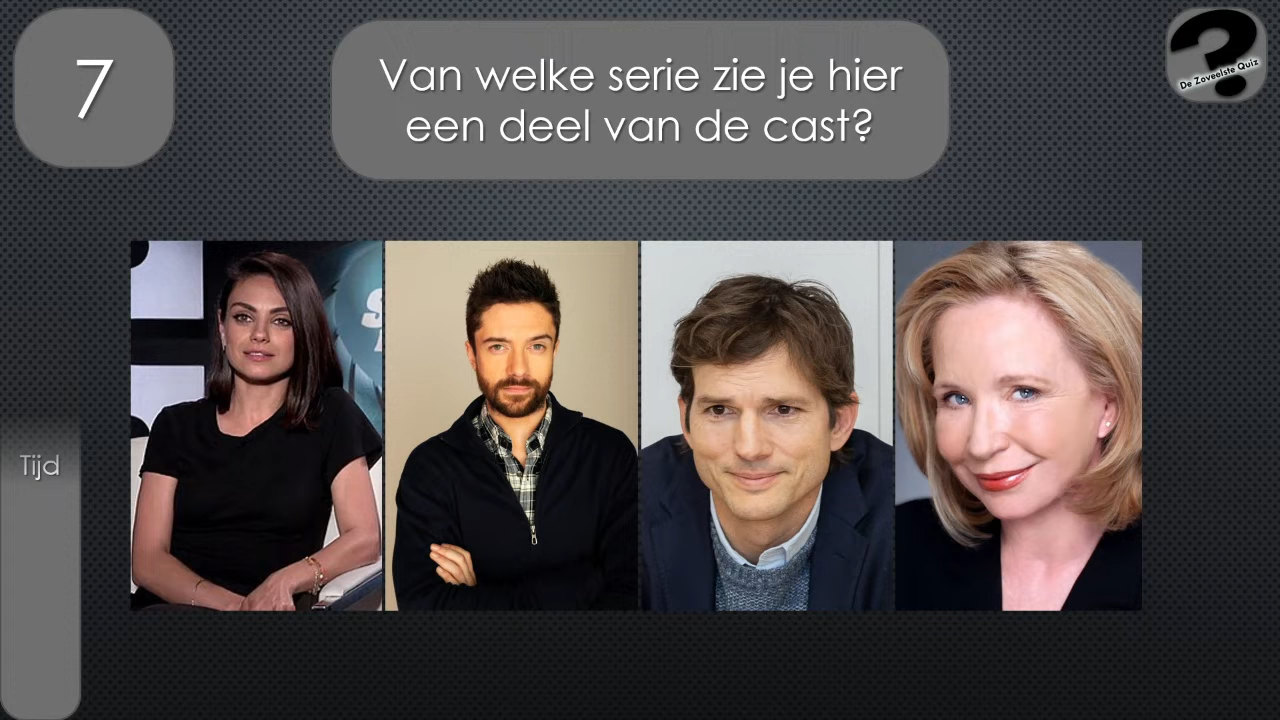 7
Van welke serie zie je hier
een deel van de cast?
De Zoveelste Quiz
Tijd